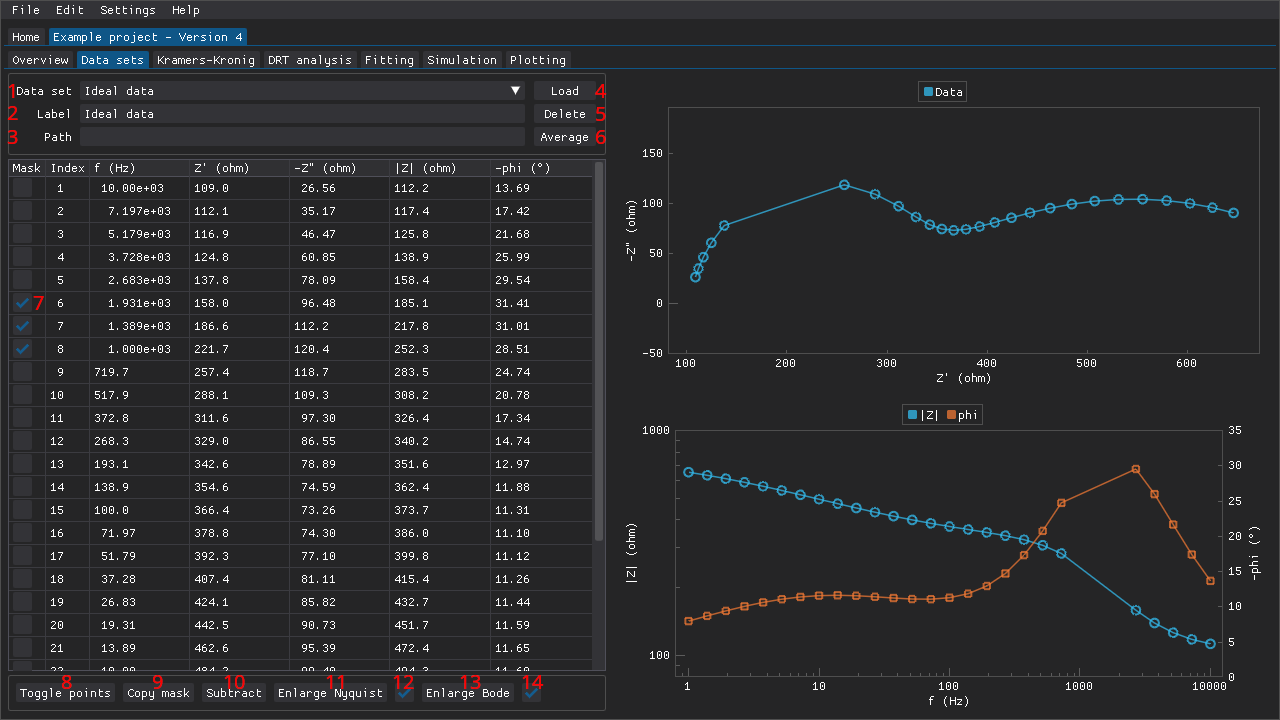 File Edit Settings Help
Home Example project - Version 4
Overview Data sets Kramers-Kronig DRT analysis Fitting Simulation Plotting
1 Data set Ideal data Load 4
2 Label Ideal data Delete 5
3 Path Average 6
Mask Index f (Hz) Z' (ohm) -Z" (ohm) |Z| (ohm) -phi (°)
1 10.00e+03 109.0 26.56 112.2 13.69
2 7.197e+03 112.1 35.17 117.4 17.42
3 5.179e+03 116.9 46.47 125.8 21.68
4 3.728e+03 124.8 60.85 138.9 25.99
5 2.683e+03 137.8 78.09 158.4 29.54
7 6 1.931e+03 158.0 96.48 185.1 31.41
7 1.389e+03 186.6 112.2 217.8 31.01
8 1.000e+03 221.7 120.4 252.3 28.51
9 719.7 257.4 118.7 283.5 24.74
10 517.9 288.1 109.3 308.2 20.78
11 372.8 311.6 97.30 326.4 17.34
12 268.3 329.0 86.55 340.2 14.74
13 193.1 342.6 78.89 351.6 12.97
14 138.9 354.6 74.59 362.4 11.88
15 100.0 366.4 73.26 373.7 11.31
16 71.97 378.8 74.30 386.0 11.10
17 51.79 392.3 77.10 399.8 11.12
18 37.28 407.4 81.11 415.4 11.26
19 26.83 424.1 85.82 432.7 11.44
20 19.31 442.5 90.73 451.7 11.59
21 13.89 462.6 95.39 472.4 11.65
8 9 10 11 12 13 14
Toggle points Copy mask Subtract Enlarge Nyquist Enlarge Bode
Data
-Z" (ohm)
150
100
50
0
-50
100 200 300 400 500 600
Z' (ohm)
|Z| phi
|Z| (ohm)
1000
100
35
30
25
20
15
10
5
0
-phi (°)
1 10 100 1000 10000
f (Hz)